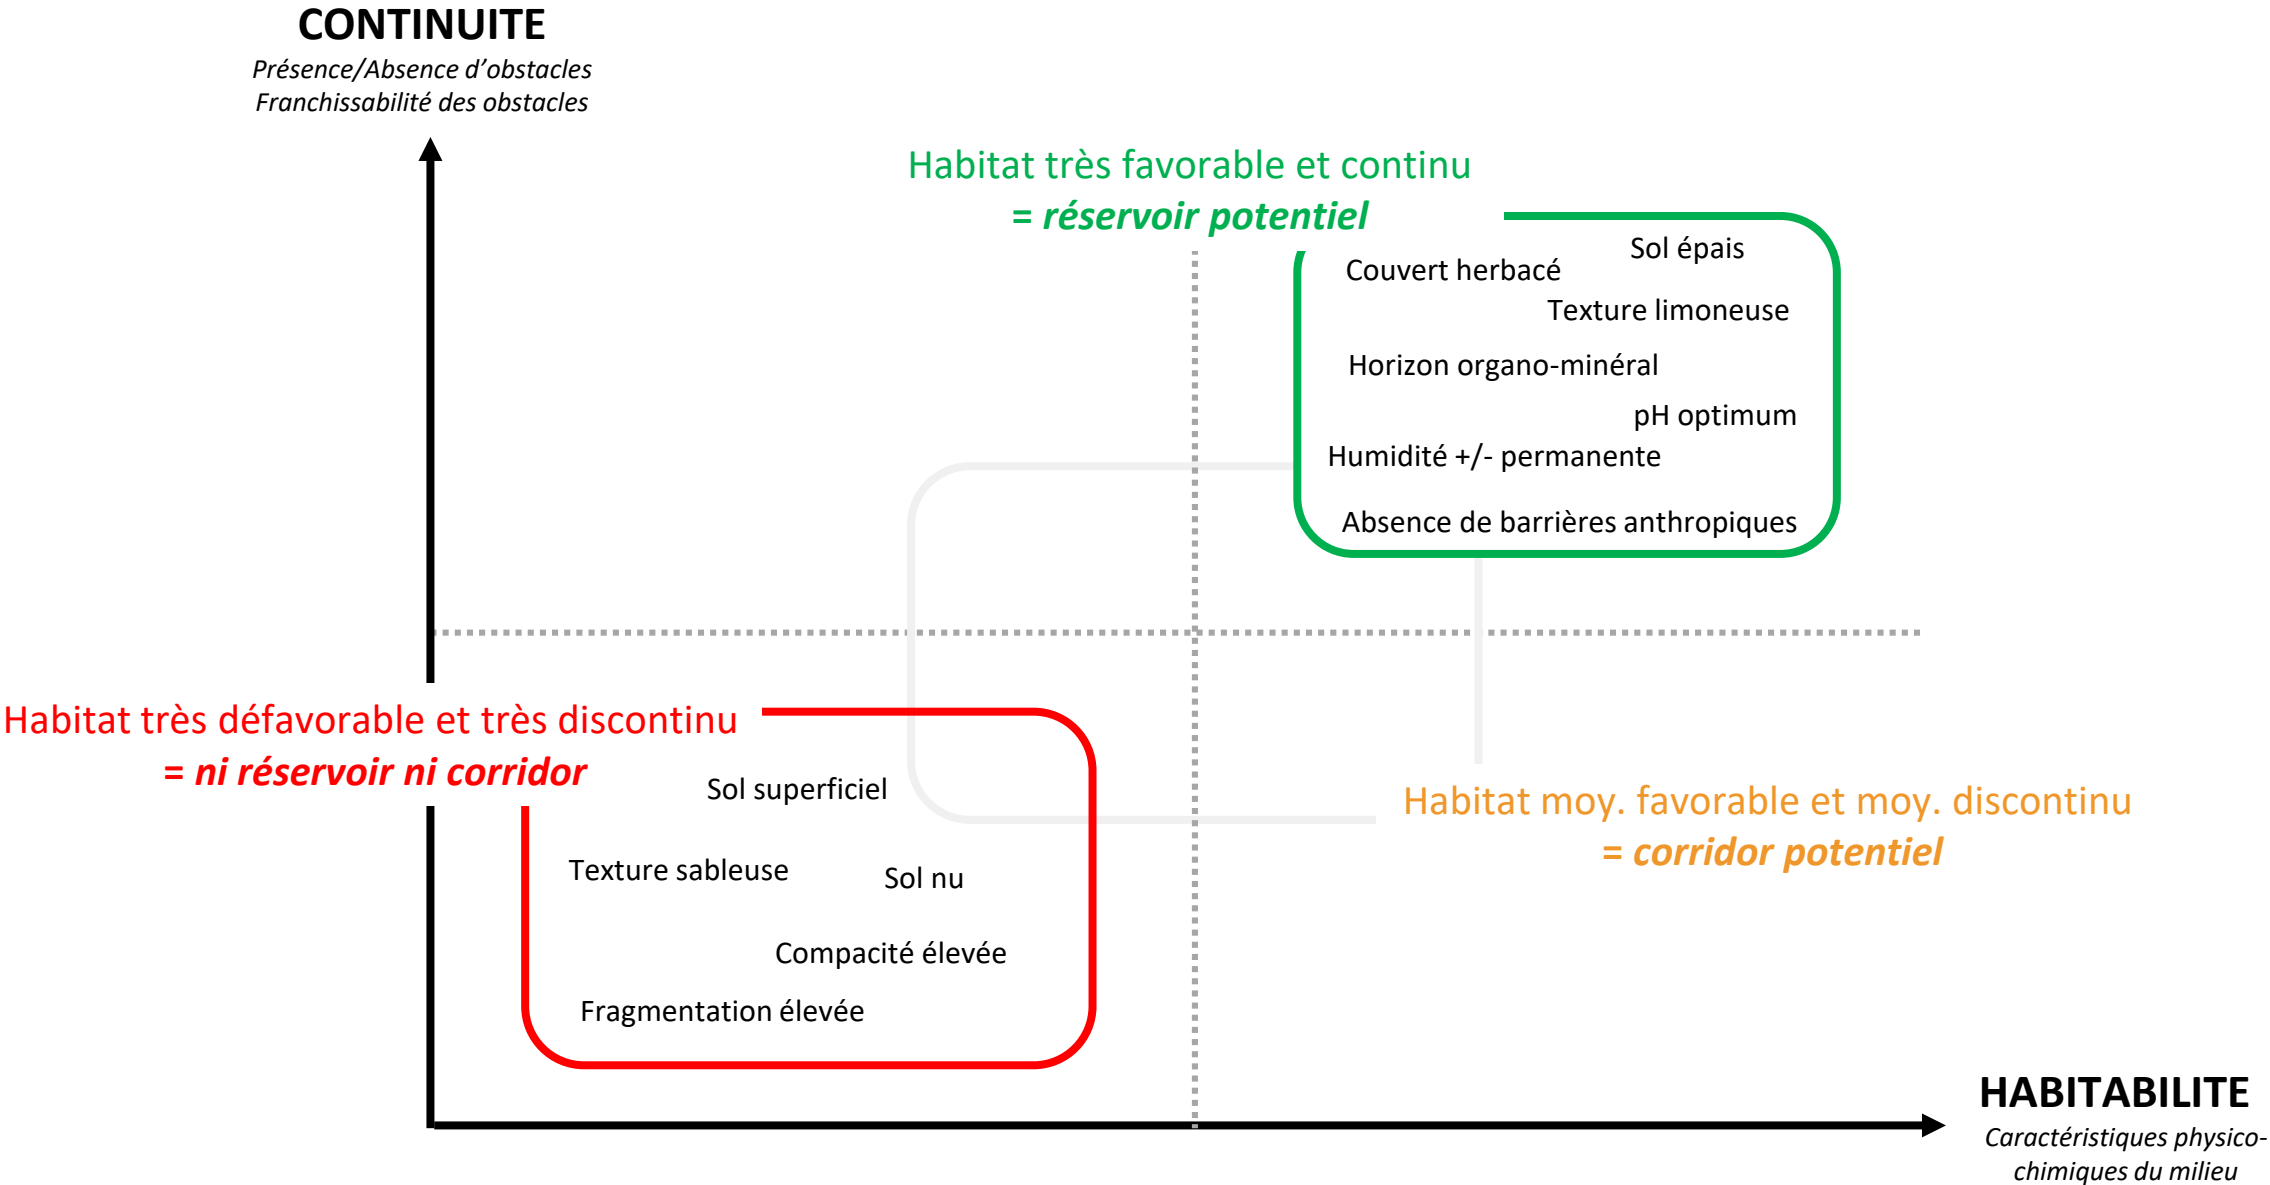 CONTINUITE
Présence/Absence d’obstacles
Franchissabilité des obstacles
Habitat très favorable et continu
= réservoir potentiel
Sol épais
Couvert herbacé
Texture limoneuse
Horizon organo-minéral
pH optimum
Humidité +/- permanente
Absence de barrières anthropiques
Habitat très défavorable et très discontinu
= ni réservoir ni corridor
Sol superficiel
Texture sableuse
Sol nu
Compacité élevée
Fragmentation élevée
Habitat moy. favorable et moy. discontinu
= corridor potentiel
HABITABILITE
Caractéristiques physico-
chimiques du milieu